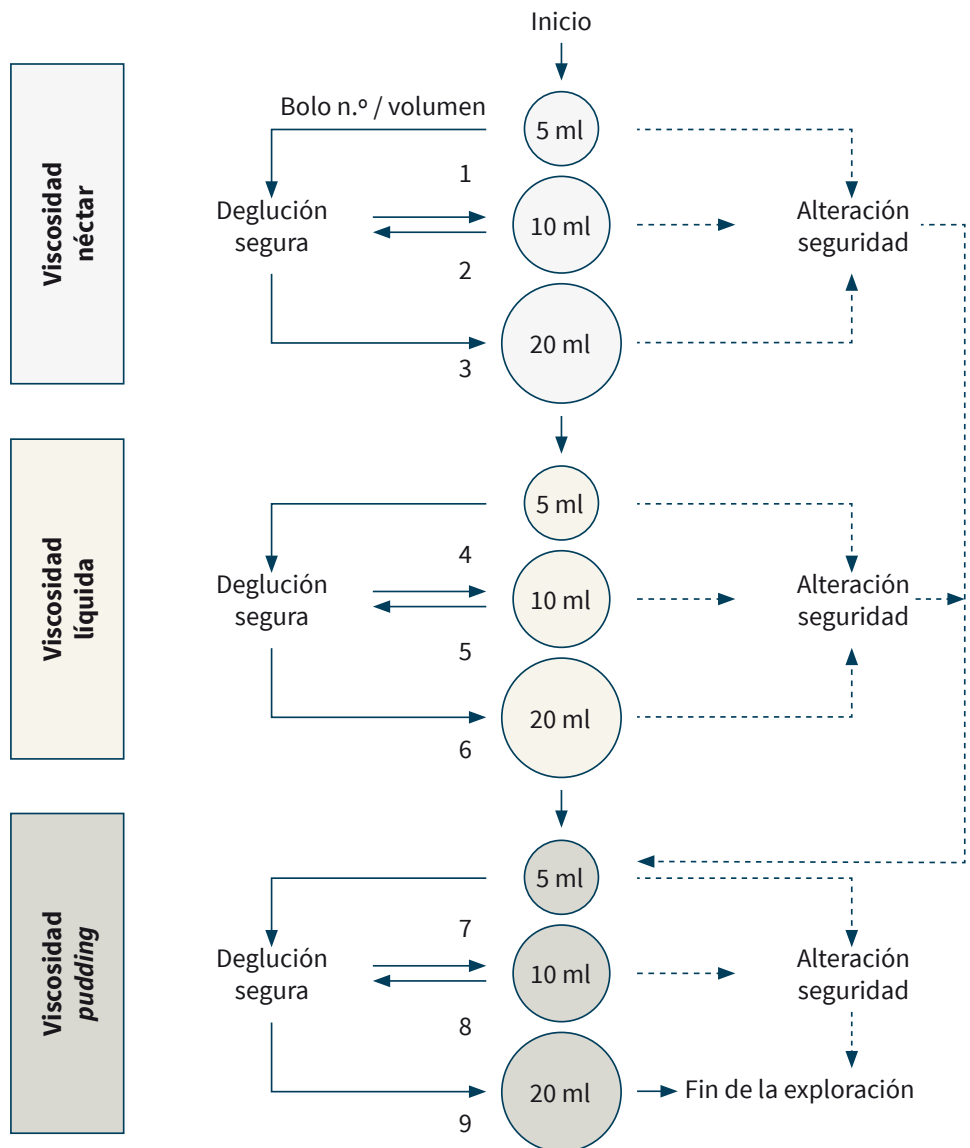 Inicio
Viscosidad
néctar
Bolo n.º / volumen
5 ml
1
Deglución
segura
10 ml
Alteración
seguridad
2
20 ml
3
Viscosidad
líquida
5 ml
4
Deglución
segura
10 ml
Alteración
seguridad
5
20 ml
6
Viscosidad
pudding
5 ml
7
Deglución
segura
10 ml
Alteración
seguridad
8
20 ml
Fin de la exploración
9